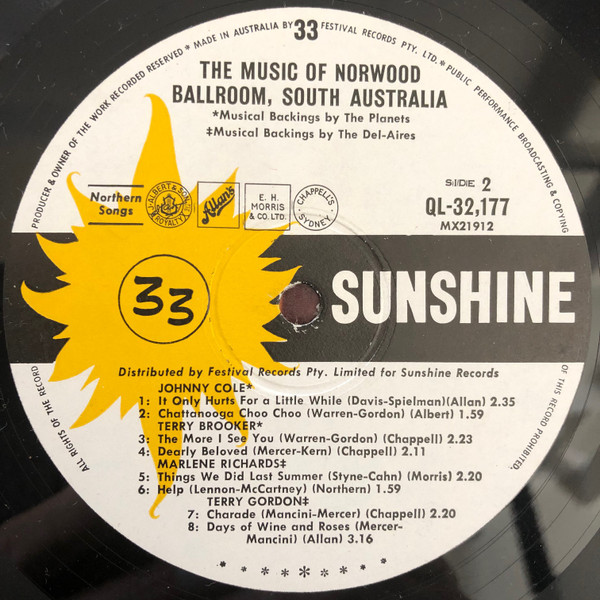 PRODUCER & OWNER OF THE WORK RECORDED RESERVED * MADE IN AUSTRALIA BY 33 FESTIVAL RECORDS PTY. LTD. * PUBLIC PERFORMANCE BROADCASTING & COPYING
THE MUSIC OF NORWOOD
BALLROOM, SOUTH AUSTRALIA
*Musical Backings by The Planets
‡Musical Backings by The Del-Aires
Northern
Songs
J. ALBERT & SON
ROYALTY
Allan's
E. H.
MORRIS
& CO. LTD.
CHAPPELL'S
SYDNEY
SIDE 2
QL-32,177
MX21912
33
SUNSHINE
Distributed by Festival Records Pty. Limited for Sunshine Records
JOHNNY COLE*
1: It Only Hurts For a Little While (Davis-Spielman)(Allan) 2.35
2: Chattanooga Choo Choo (Warren-Gordon) (Albert) 1.59
TERRY BROOKER*
3: The More I See You (Warren-Gordon) (Chappell) 2.23
4: Dearly Beloved (Mercer-Kern) (Chappell) 2.11
MARLENE RICHARDS‡
5: Things We Did Last Summer (Styne-Cahn) (Morris) 2.20
6: Help (Lennon-McCartney) (Northern) 1.59
TERRY GORDON‡
7: Charade (Mancini-Mercer) (Chappell) 2.20
8: Days of Wine and Roses (Mercer-
Mancini) (Allan) 3.16
ALL RIGHTS OF THE RECORD
OF THIS RECORD PROHIBITED.
* * * * * * * * *